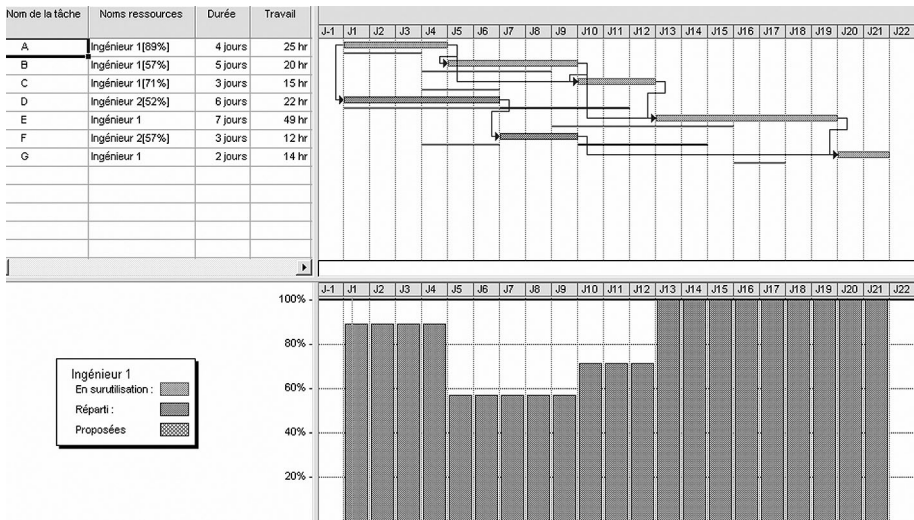 Nom de la tâche Noms ressources Durée Travail
J-1 J1 J2 J3 J4 J5 J6 J7 J8 J9 J10 J11 J12 J13 J14 J15 J16 J17 J18 J19 J20 J21 J22
A Ingénieur 1[89%] 4 jours 25 hr
B Ingénieur 1[57%] 5 jours 20 hr
C Ingénieur 1[71%] 3 jours 15 hr
D Ingénieur 2[52%] 6 jours 22 hr
E Ingénieur 1 7 jours 49 hr
F Ingénieur 2[57%] 3 jours 12 hr
G Ingénieur 1 2 jours 14 hr
J-1 J1 J2 J3 J4 J5 J6 J7 J8 J9 J10 J11 J12 J13 J14 J15 J16 J17 J18 J19 J20 J21 J22
100%
80%
60%
40%
20%
Ingénieur 1
En surutilisation :
Réparti :
Proposées